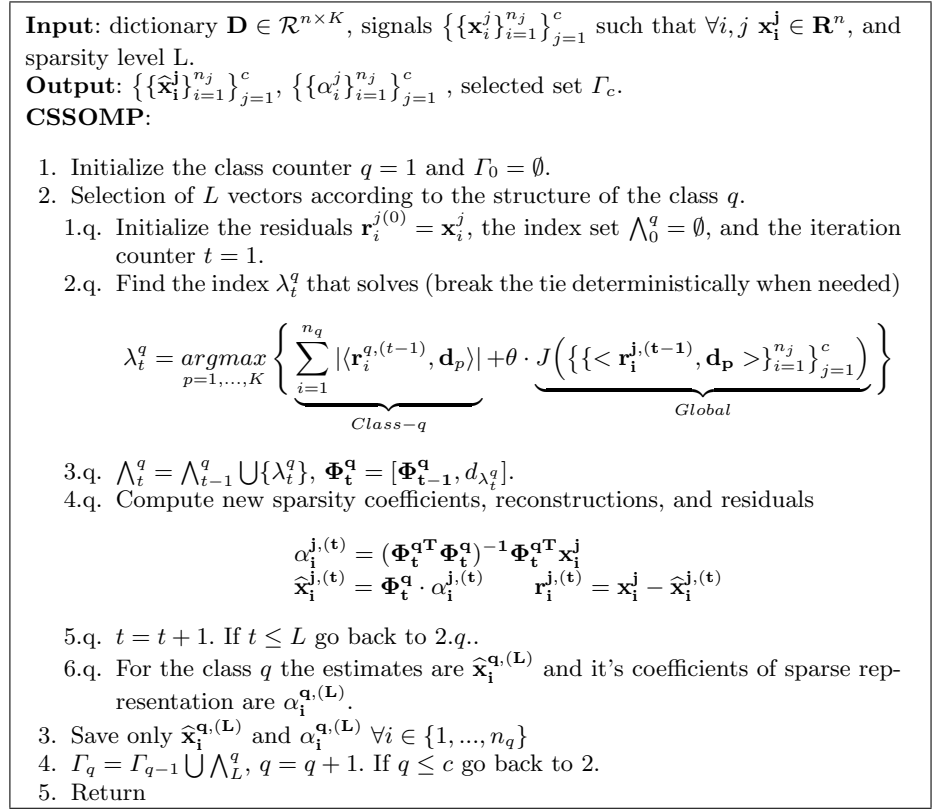 Input: dictionary D ∈ 𝓡^{n×K}, signals {{x_i^j}_{i=1}^{n_j}}_{j=1}^c such that ∀i, j x_i^j ∈ R^n, and
sparsity level L.
Output: {{x̂_i^j}_{i=1}^{n_j}}_{j=1}^c, {{α_i^j}_{i=1}^{n_j}}_{j=1}^c , selected set Γ_c.
CSSOMP:
1. Initialize the class counter q = 1 and Γ_0 = ∅.
2. Selection of L vectors according to the structure of the class q.
1.q. Initialize the residuals r_i^{j(0)} = x_i^j, the index set ⋀_0^q = ∅, and the iteration
counter t = 1.
2.q. Find the index λ_t^q that solves (break the tie deterministically when needed)
λ_t^q = argmax_{p=1,...,K} { ∑_{i=1}^{n_q} |⟨r_i^{q,(t−1)}, d_p⟩| + θ · J({{< r_i^{j,(t−1)}, d_p >}_{i=1}^{n_j}}_{j=1}^c) }
Class−q Global
3.q. ⋀_t^q = ⋀_{t−1}^q ⋃{λ_t^q}, Φ_t^q = [Φ_{t−1}^q, d_{λ_t^q}].
4.q. Compute new sparsity coefficients, reconstructions, and residuals
α_i^{j,(t)} = (Φ_t^{qT} Φ_t^q)^{−1} Φ_t^{qT} x_i^j
x̂_i^{j,(t)} = Φ_t^q · α_i^{j,(t)} r_i^{j,(t)} = x_i^j − x̂_i^{j,(t)}
5.q. t = t + 1. If t ≤ L go back to 2.q..
6.q. For the class q the estimates are x̂_i^{q,(L)} and it's coefficients of sparse rep-
resentation are α_i^{q,(L)}.
3. Save only x̂_i^{q,(L)} and α_i^{q,(L)} ∀i ∈ {1, ..., n_q}
4. Γ_q = Γ_{q−1} ⋃ ⋀_L^q, q = q + 1. If q ≤ c go back to 2.
5. Return